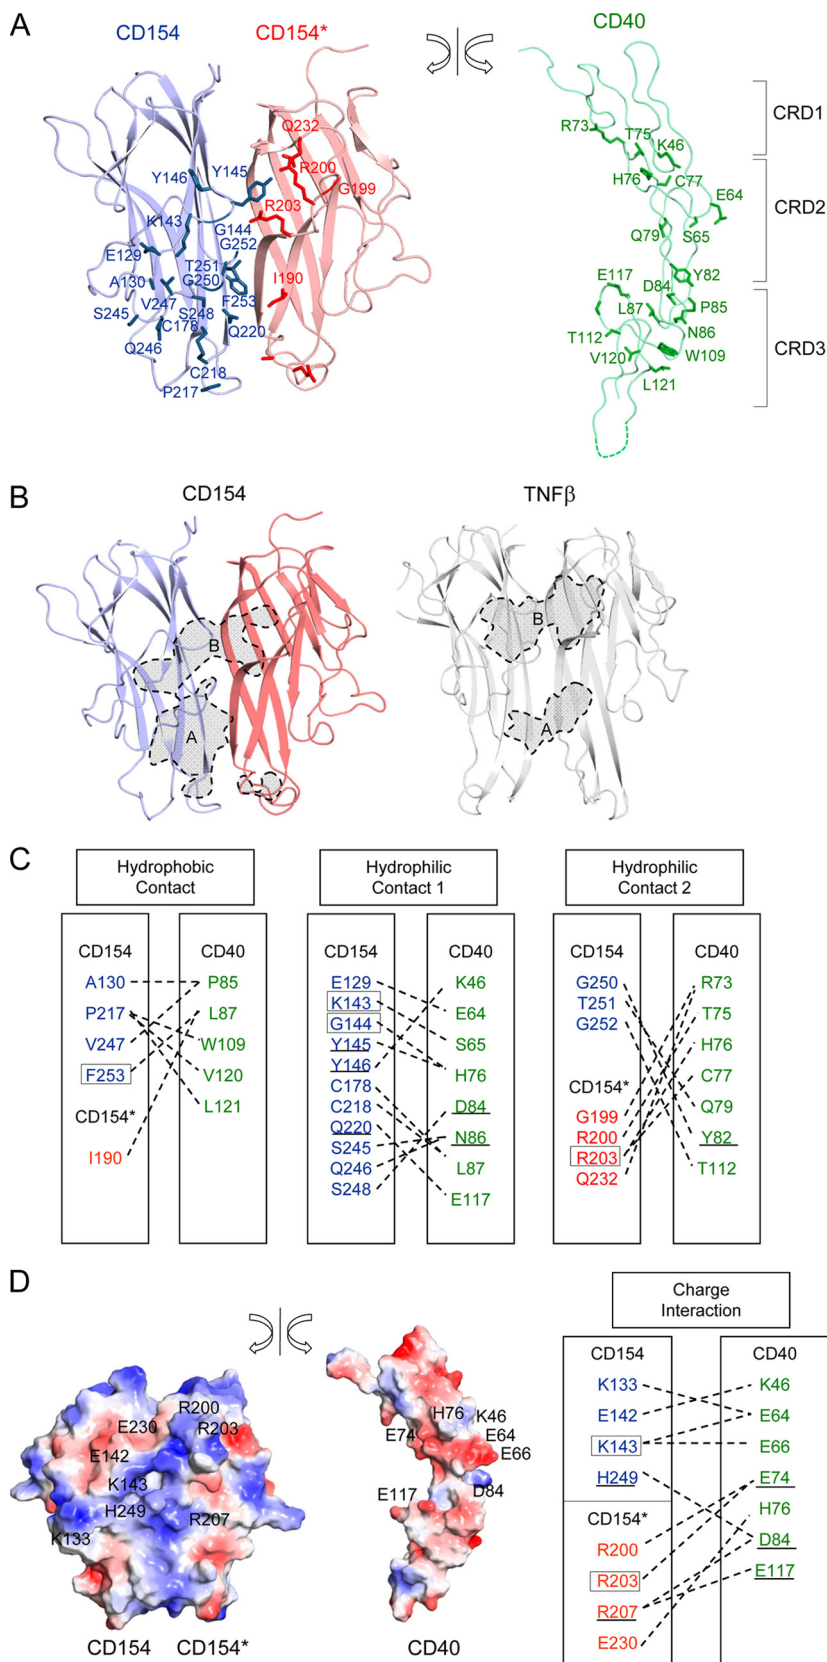 A
CD154
CD154*
CD40
Q232
R200
G199
R203
Y146
Y145
K143
G144
G252
E129
T251
G250
I190
A130
V247
S248
F253
S245
C178
Q220
Q246
C218
P217
R73
T75
K46
H76
C77
E64
Q79
S65
Y82
E117
D84
P85
L87
N86
T112
V120
W109
L121
CRD1
CRD2
CRD3
B
CD154
TNFβ
B
A
B
A
C
Hydrophobic
Contact
CD154
A130
P217
V247
F253
CD154*
I190
CD40
P85
L87
W109
V120
L121
Hydrophilic
Contact 1
CD154
E129
K143
G144
Y145
Y146
C178
C218
Q220
S245
Q246
S248
CD40
K46
E64
S65
H76
D84
N86
L87
E117
Hydrophilic
Contact 2
CD154
G250
T251
G252
CD154*
G199
R200
R203
Q232
CD40
R73
T75
H76
C77
Q79
Y82
T112
D
R200
E230
R203
E142
K143
H249
R207
K133
CD154
CD154*
H76
K46
E74
E64
E66
E117
D84
CD40
Charge
Interaction
CD154
K133
E142
K143
H249
CD154*
R200
R203
R207
E230
CD40
K46
E64
E66
E74
H76
D84
E117